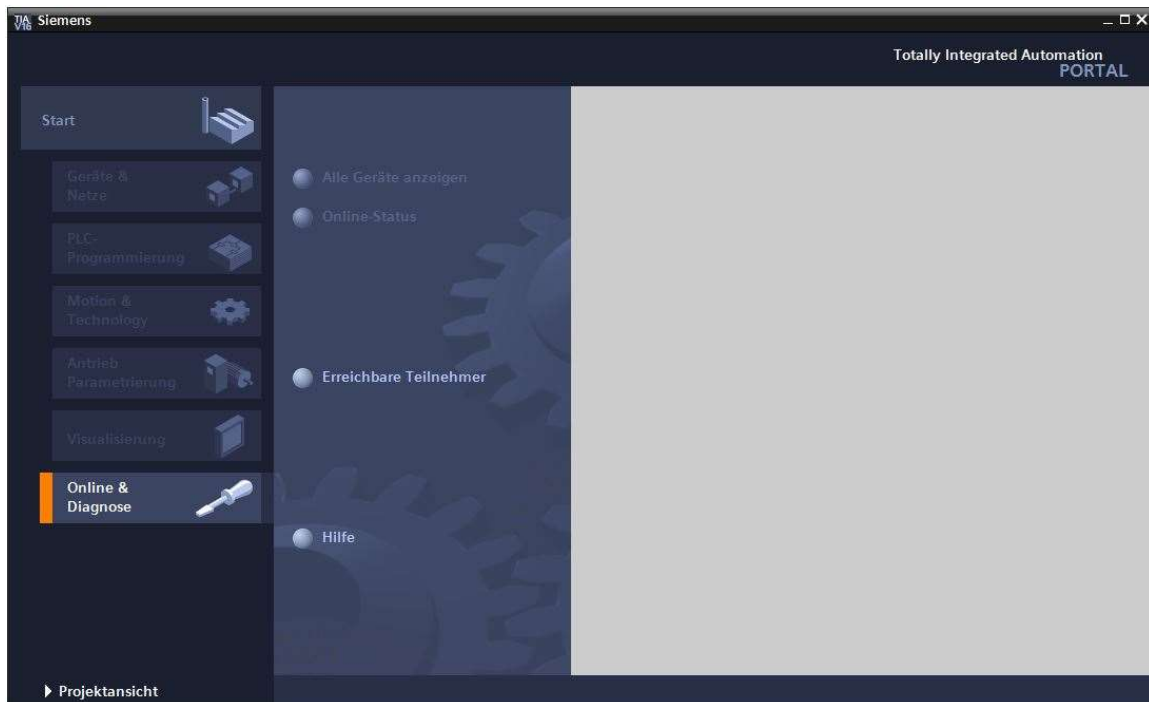 TIA
V16
Siemens
Totally Integrated Automation
PORTAL
Start
Geräte &
Netze
PLC-
Programmierung
Motion &
Technology
Antrieb
Parametrierung
Visualisierung
Online &
Diagnose
Alle Geräte anzeigen
Online-Status
Erreichbare Teilnehmer
Hilfe
Projektansicht